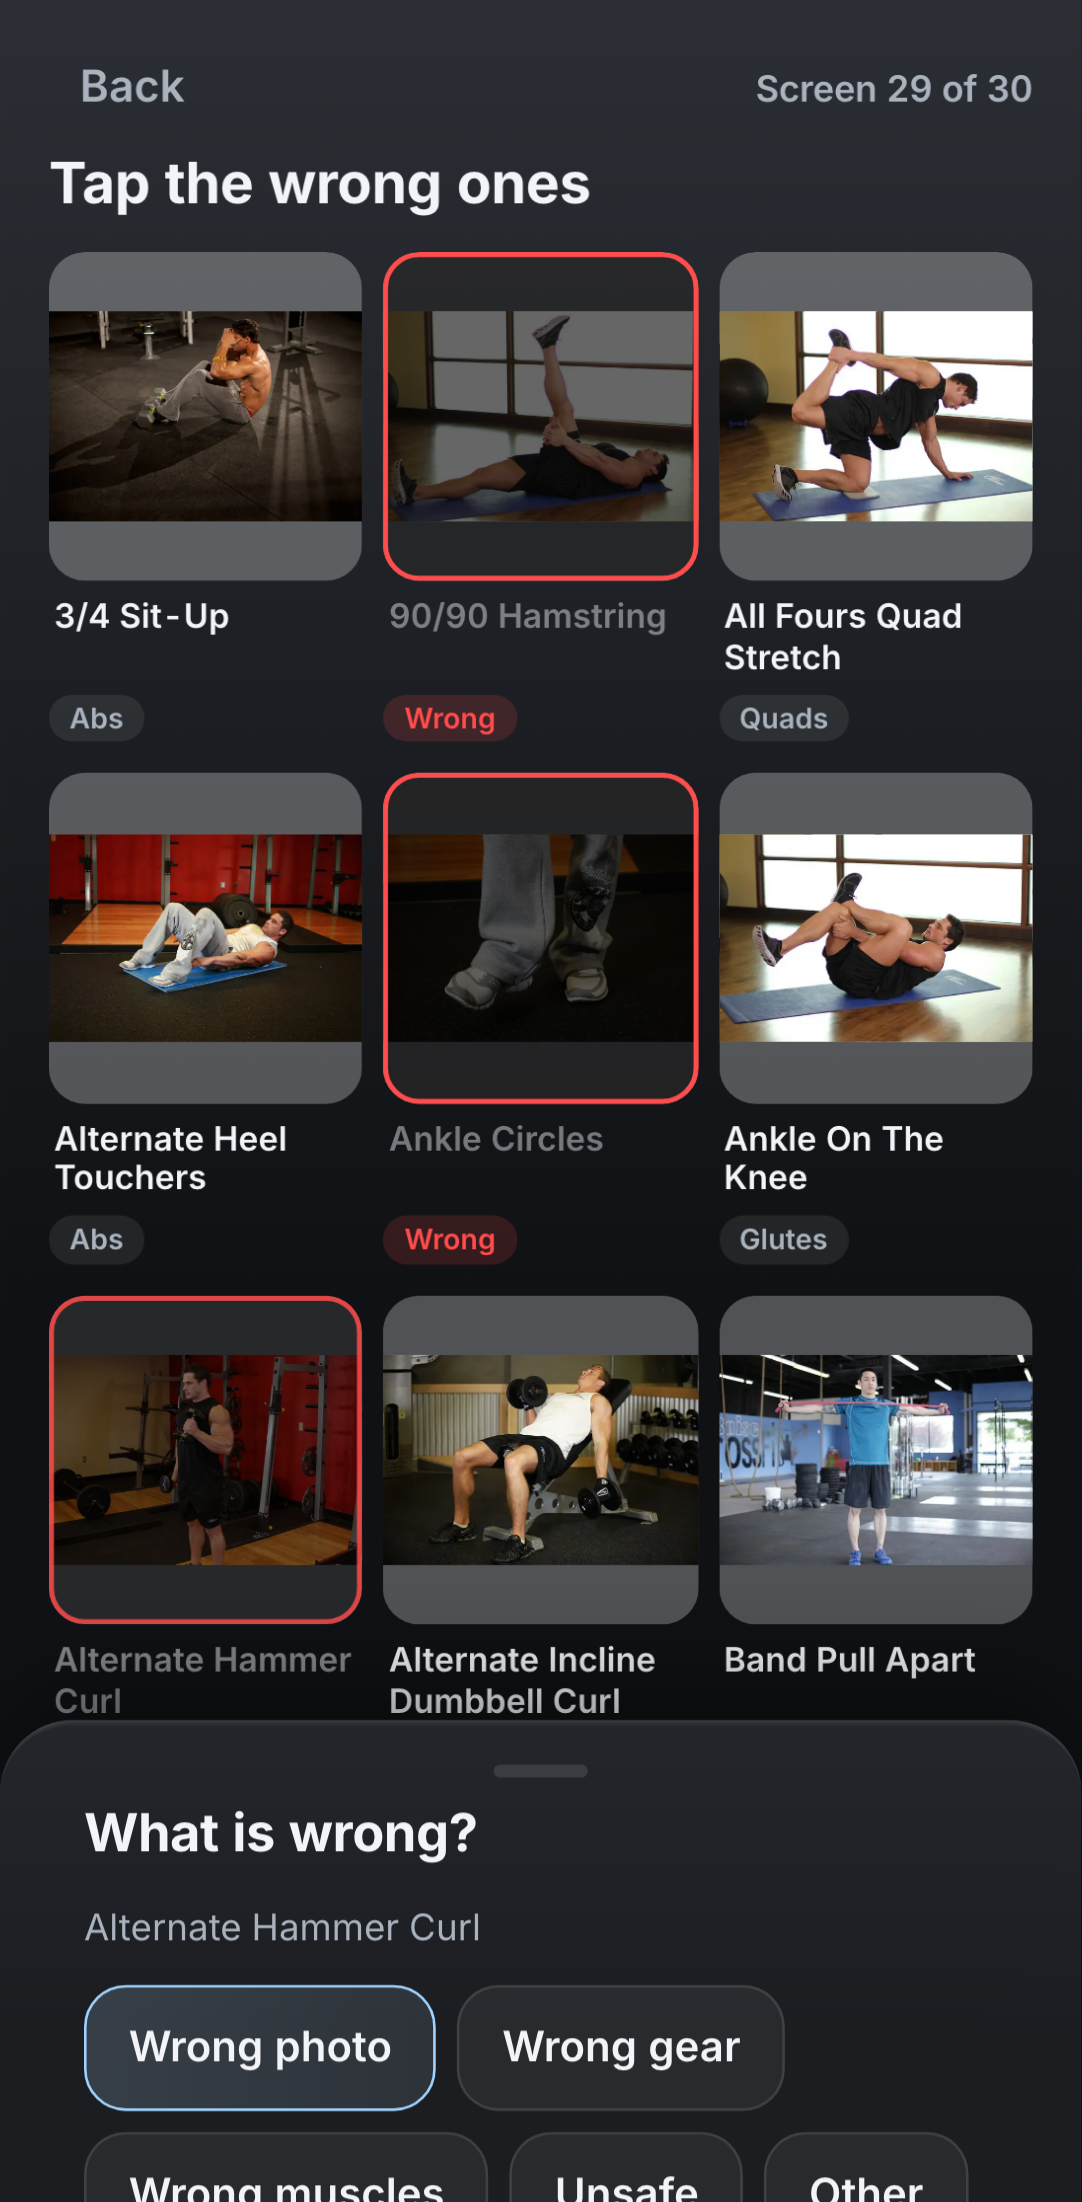 Back
Screen 29 of 30
Tap the wrong ones
3/4 Sit-Up
90/90 Hamstring
All Fours Quad
Stretch
Abs
Wrong
Quads
Alternate Heel
Touchers
Ankle Circles
Ankle On The
Knee
Abs
Wrong
Glutes
Alternate Hammer
Curl
Alternate Incline
Dumbbell Curl
Band Pull Apart
What is wrong?
Alternate Hammer Curl
Wrong photo
Wrong gear
Wrong muscles
Unsafe
Other